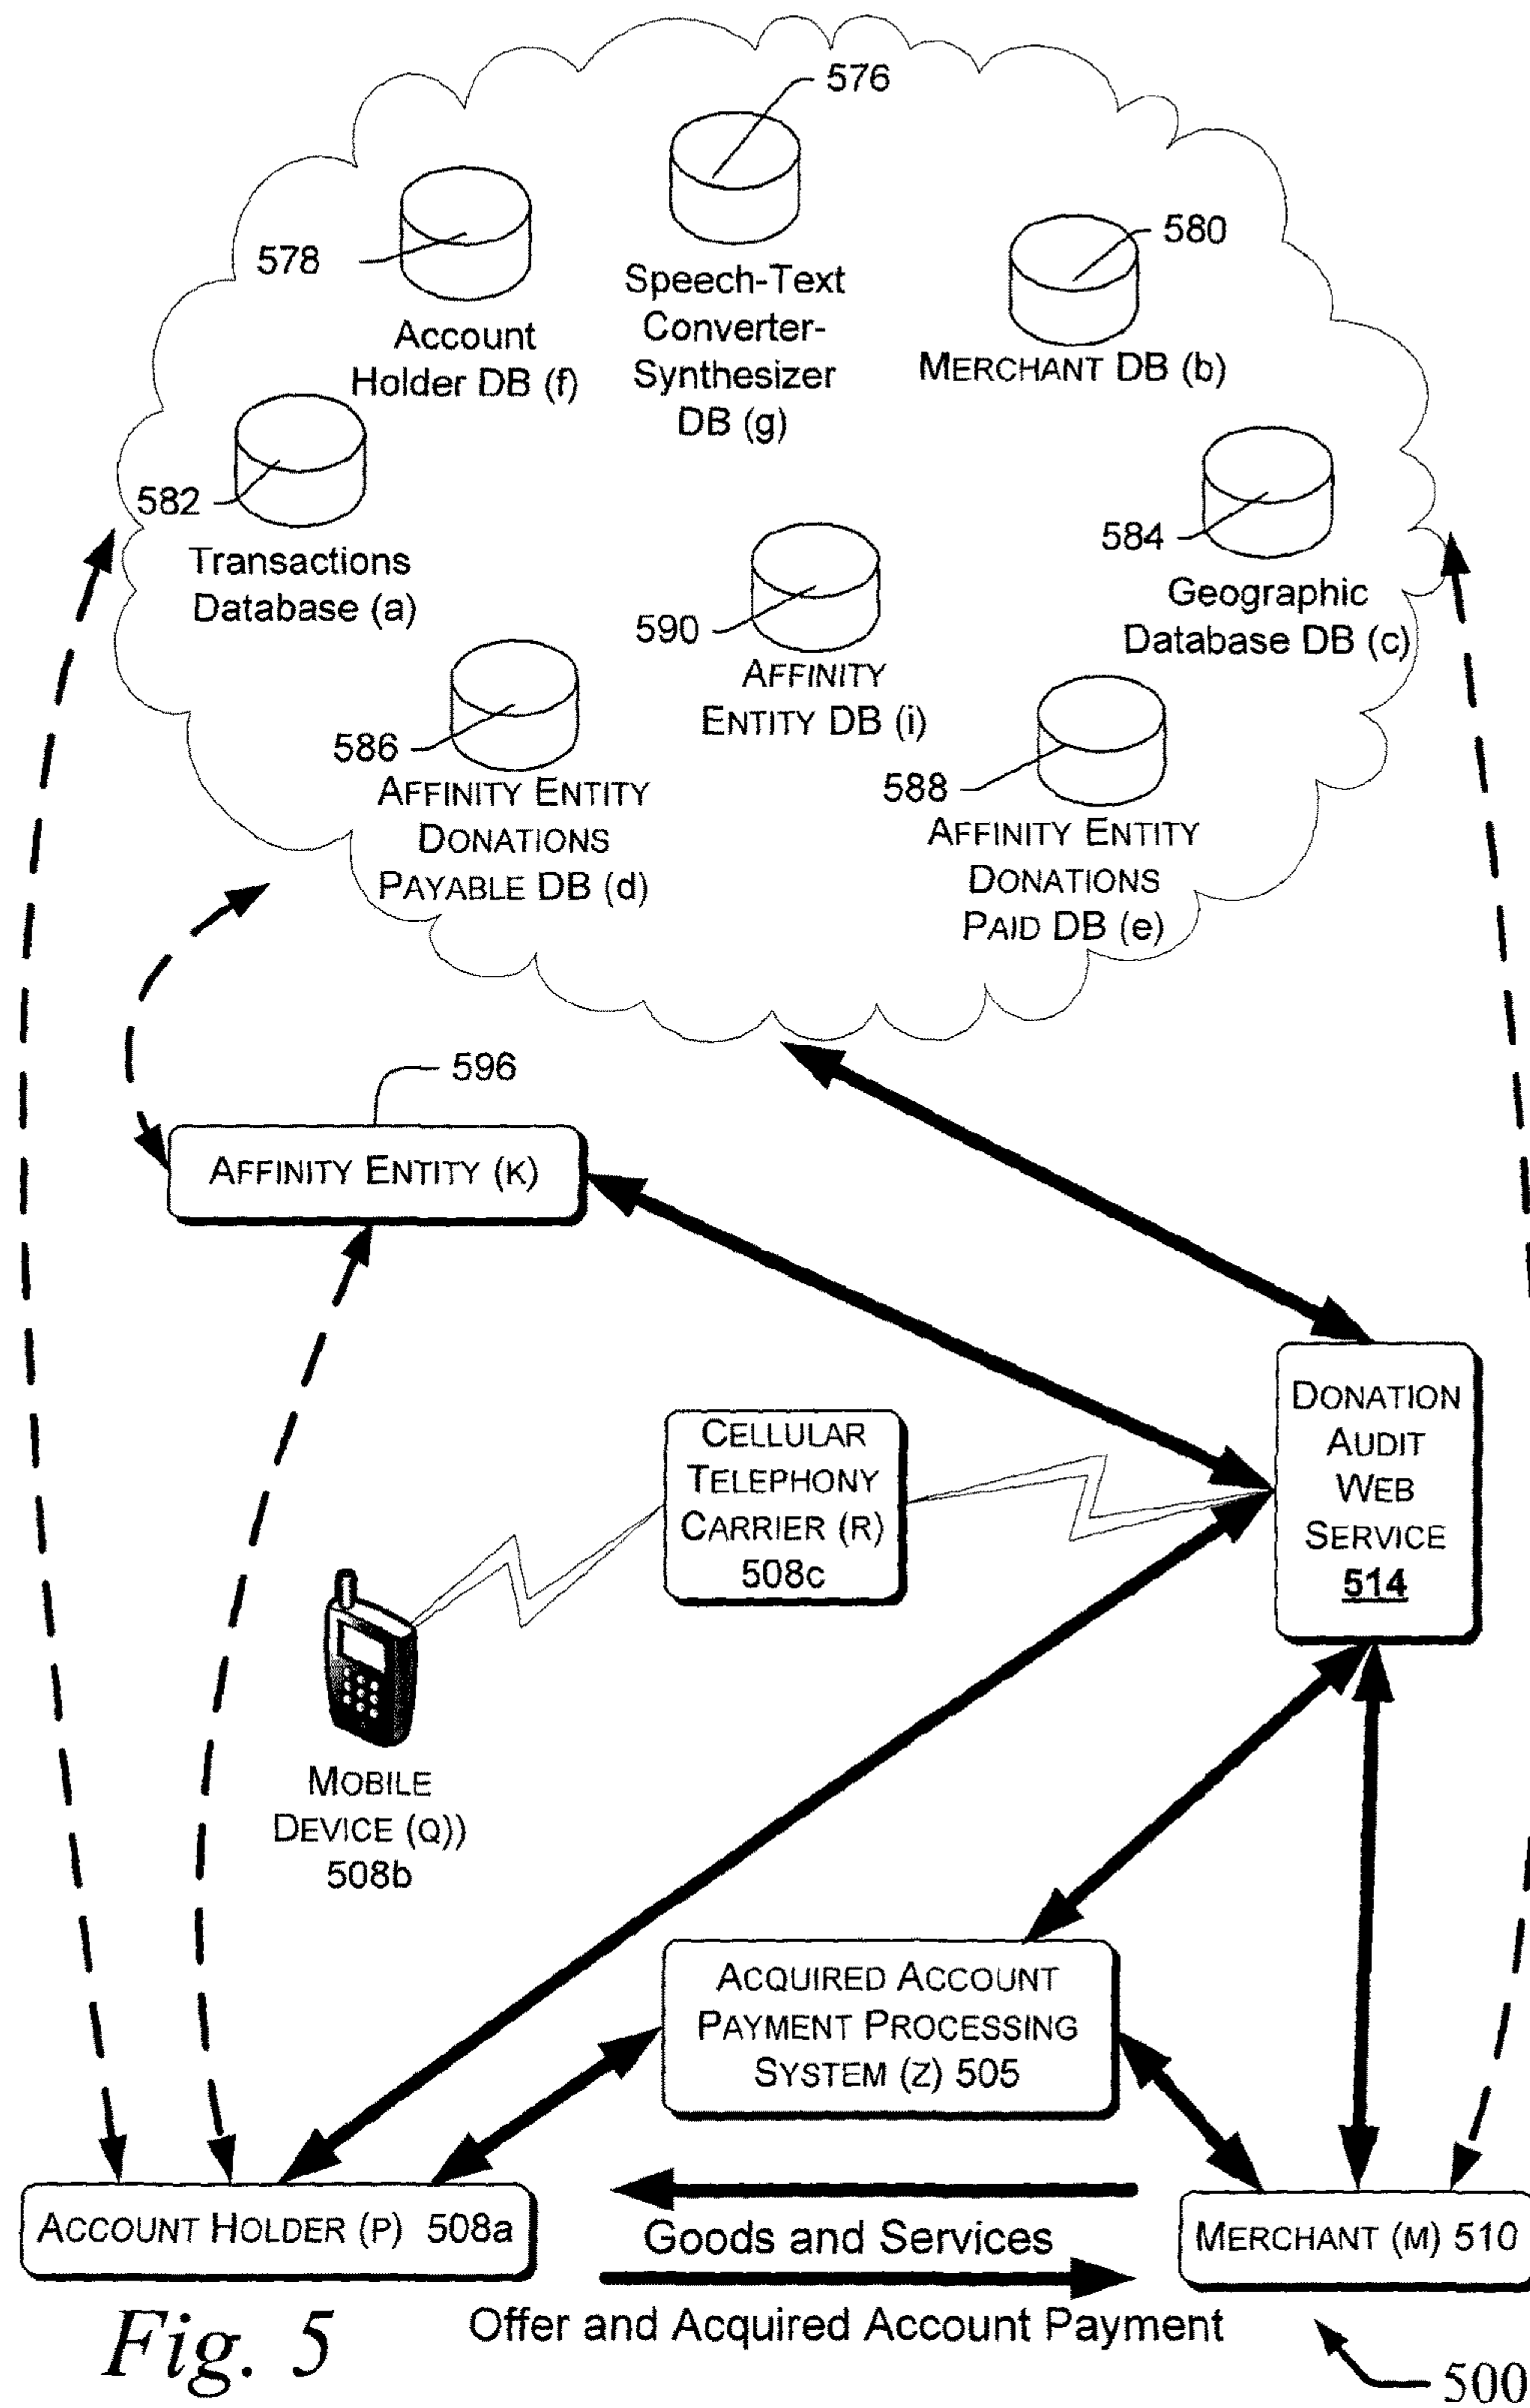 576
578
580
Speech-Text
Converter-
Synthesizer
DB (g)
Account
Holder DB (f)
MERCHANT DB (b)
582
Transactions
Database (a)
584
Geographic
Database DB (c)
590
AFFINITY
ENTITY DB (i)
586
AFFINITY ENTITY
DONATIONS
PAYABLE DB (d)
588
AFFINITY ENTITY
DONATIONS
PAID DB (e)
596
AFFINITY ENTITY (K)
DONATION
AUDIT
WEB
SERVICE
514
CELLULAR
TELEPHONY
CARRIER (R)
508c
MOBILE
DEVICE (Q))
508b
ACQUIRED ACCOUNT
PAYMENT PROCESSING
SYSTEM (Z) 505
ACCOUNT HOLDER (P) 508a
Goods and Services
MERCHANT (M) 510
Offer and Acquired Account Payment
Fig. 5
500